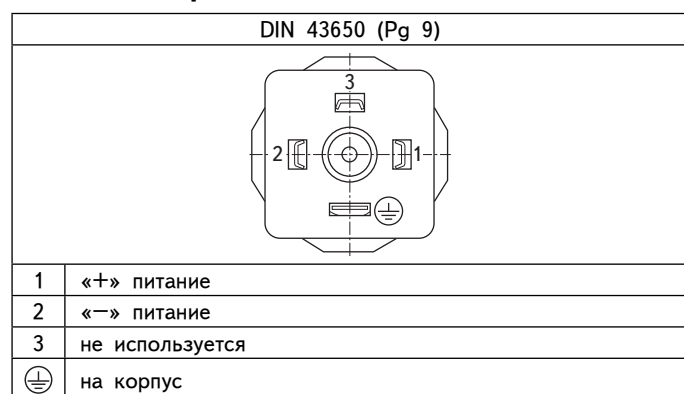 DIN 43650 (Pg 9)
3
2 1
1 «+» питание
2 «−» питание
3 не используется
на корпус